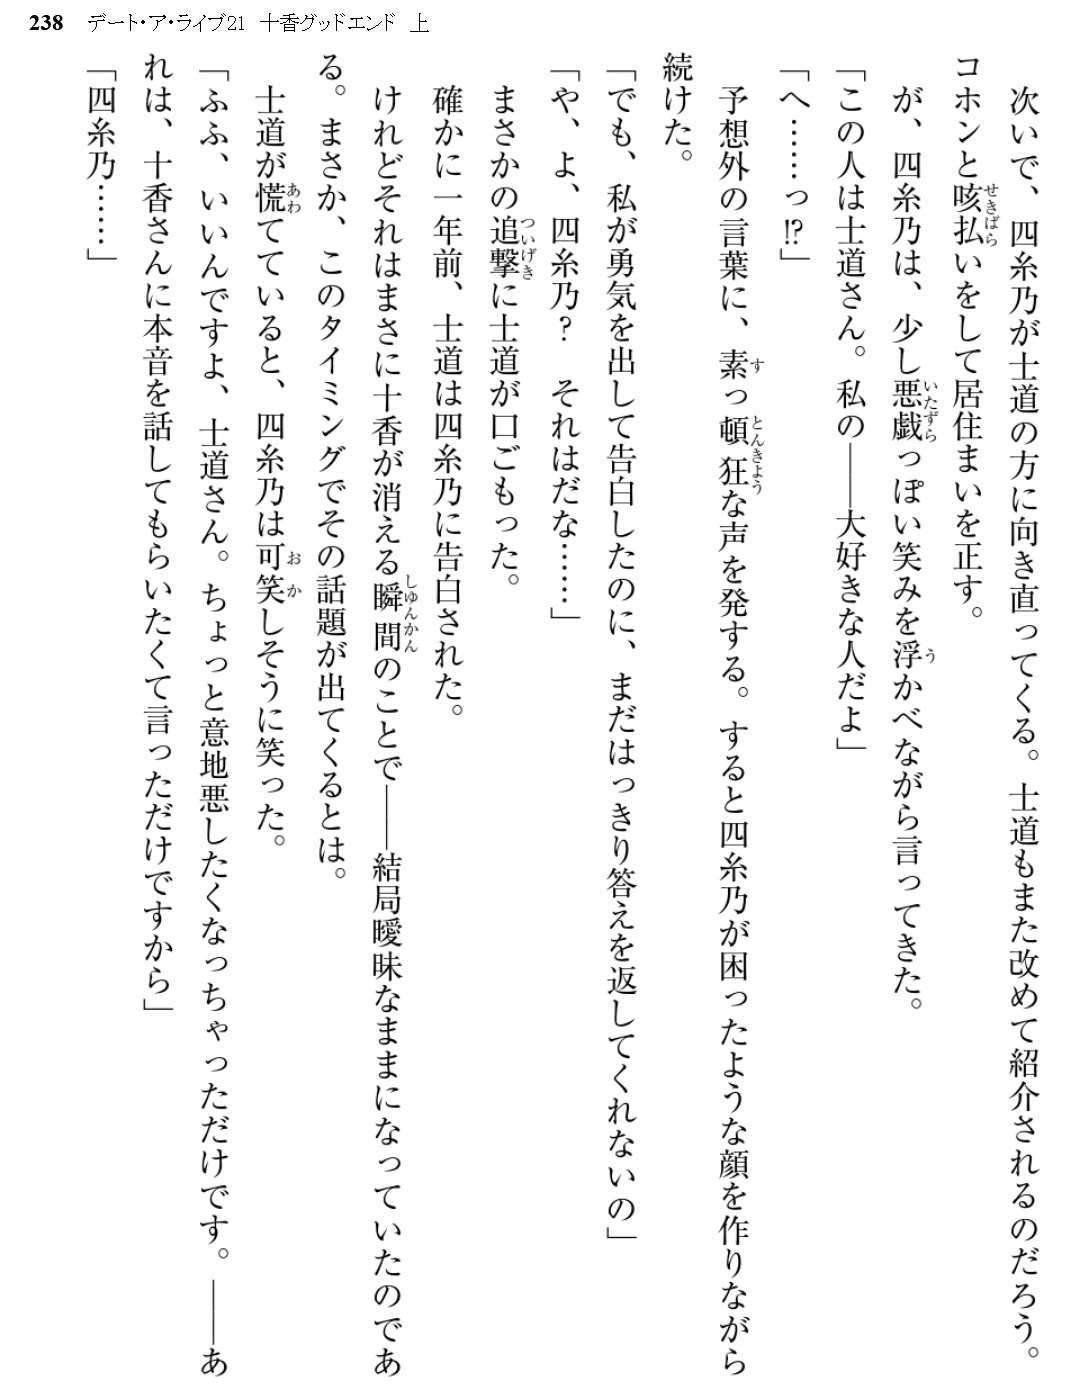 238 デート・ア・ライブ21 十香グッドエンド 上
　次いで、四糸乃が士道の方に向き直ってくる。士道もまた改めて紹介されるのだろう。
コホンと咳払いをして居住まいを正す。
　が、四糸乃は、少し悪戯っぽい笑みを浮かべながら言ってきた。
「この人は士道さん。私の――大好きな人だよ」
「へ……っ!?」
　予想外の言葉に、素っ頓狂な声を発する。すると四糸乃が困ったような顔を作りながら
続けた。
「でも、私が勇気を出して告白したのに、まだはっきり答えを返してくれないの」
「や、よ、四糸乃？　それはだな……」
　まさかの追撃に士道が口ごもった。
　確かに一年前、士道は四糸乃に告白された。
　けれどそれはまさに十香が消える瞬間のことで――結局曖昧なままになっていたのであ
る。まさか、このタイミングでその話題が出てくるとは。
　士道が慌てていると、四糸乃は可笑しそうに笑った。
「ふふ、いいんですよ、士道さん。ちょっと意地悪したくなっちゃっただけです。――あ
れは、十香さんに本音を話してもらいたくて言っただけですから」
「四糸乃……」